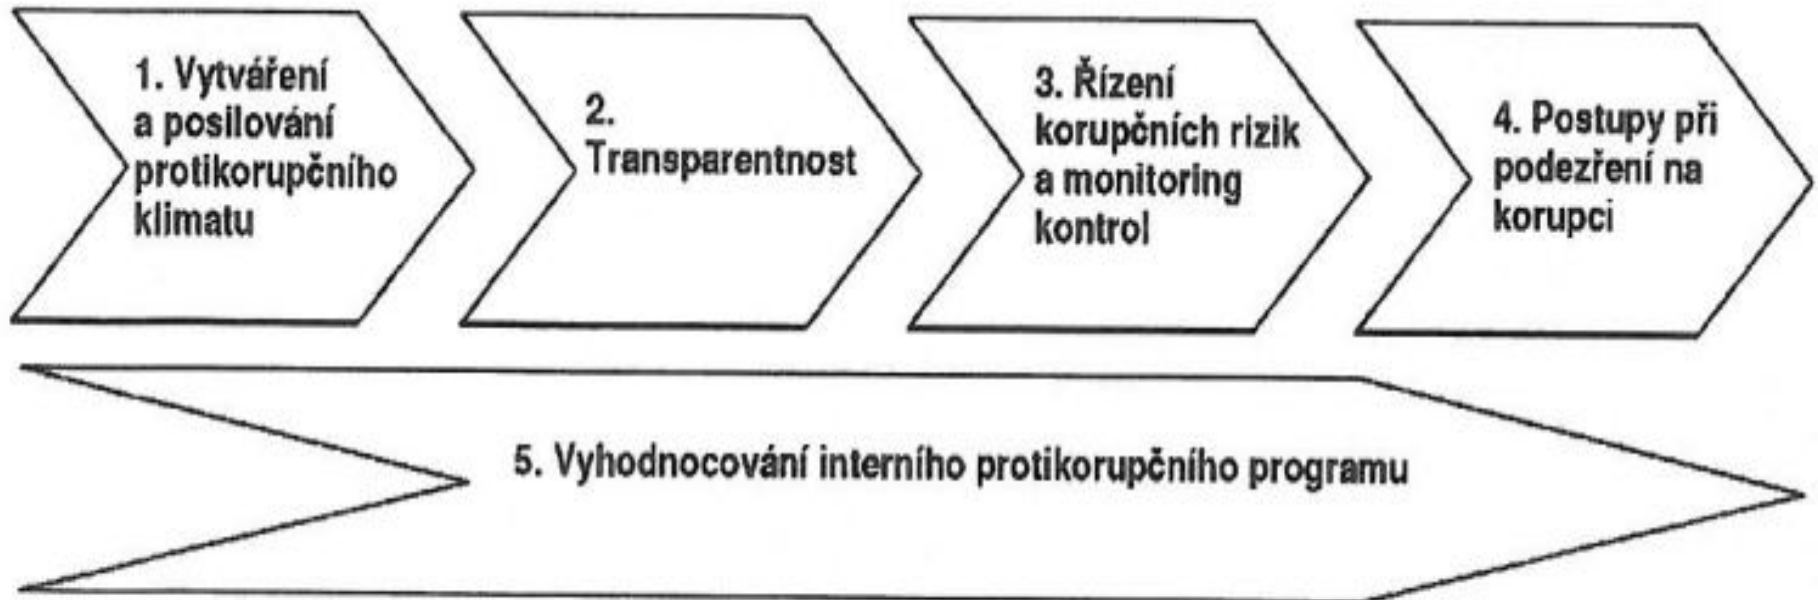 1. Vytváření
a posilování
protikorupčního
klimatu
2.
Transparentnost
3. Řízení
korupčních rizik
a monitoring
kontrol
4. Postupy při
podezření na
korupci
5. Vyhodnocování interního protikorupčního programu